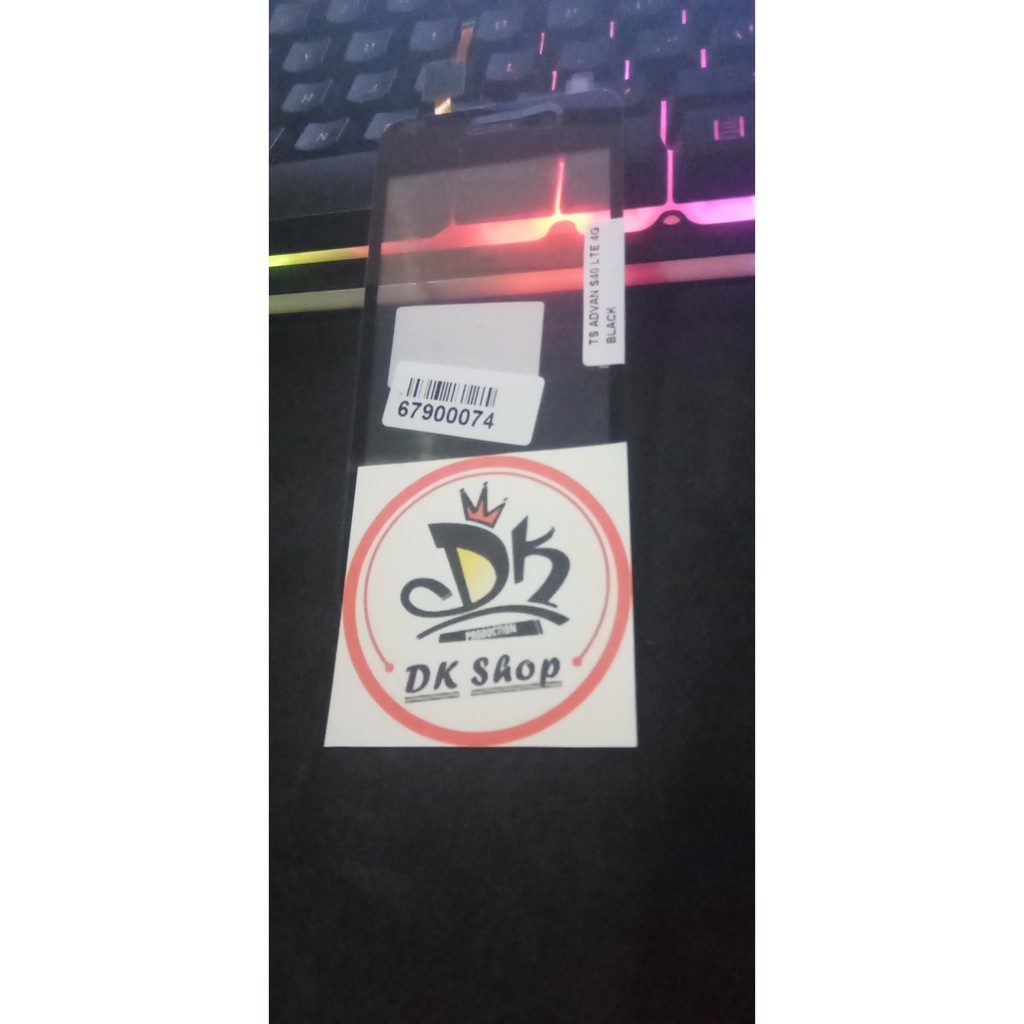 TS ADVAN S40 LTE 4G
BLACK
67900074
DK
PRODUCTION
DK Shop